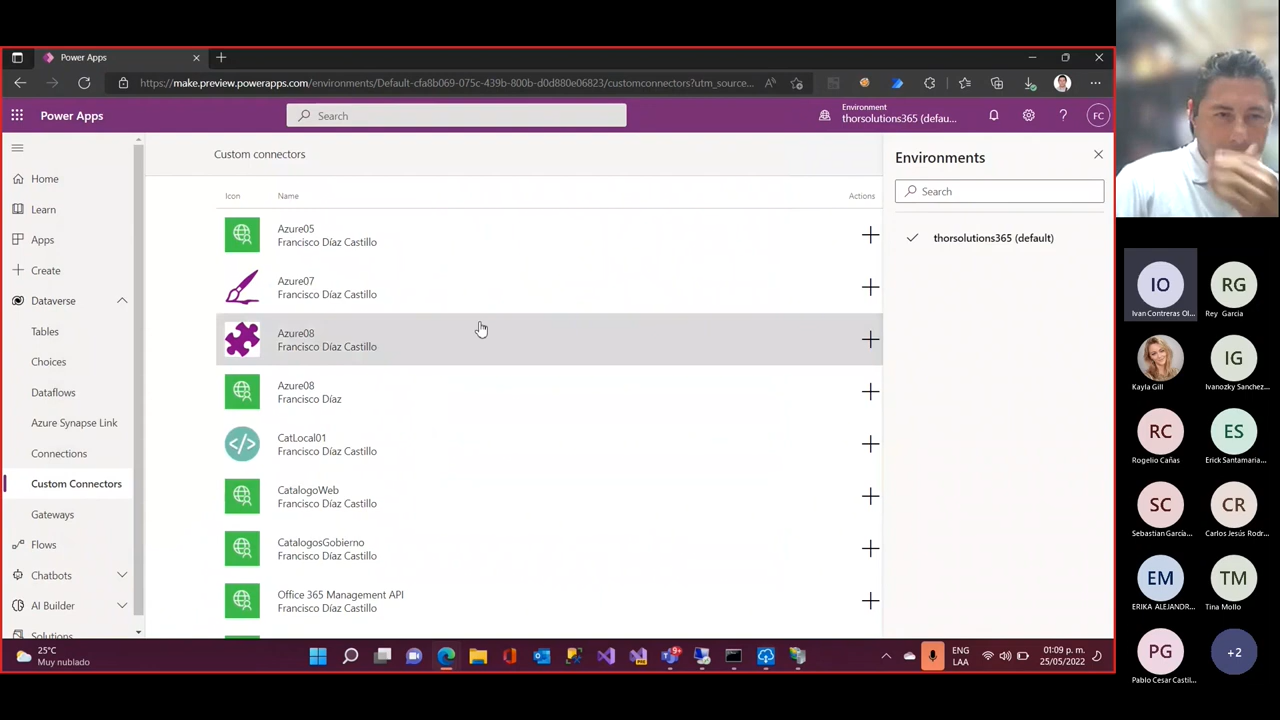 Power Apps
https://make.preview.powerapps.com/environments/Default-cfa8b069-075c-439b-800b-d0d880e06823/customconnectors?utm_source...
Power Apps
Search
Environment
thorsolutions365 (defau...
FC
Custom connectors
Environments
Search
thorsolutions365 (default)
Home
Learn
Apps
Create
Dataverse
Tables
Choices
Dataflows
Azure Synapse Link
Connections
Custom Connectors
Gateways
Flows
Chatbots
AI Builder
Solutions
Icon Name Actions
Azure05
Francisco Díaz Castillo
Azure07
Francisco Díaz Castillo
Azure08
Francisco Díaz Castillo
Azure08
Francisco Díaz
CatLocal01
Francisco Díaz Castillo
CatalogoWeb
Francisco Díaz Castillo
CatalogosGobierno
Francisco Díaz Castillo
Office 365 Management API
Francisco Díaz Castillo
25°C
Muy nublado
9+
ENG
LAA
01:09 p. m.
25/05/2022
IO
Ivan Contreras Ol...
RG
Rey Garcia
Kayla Gill
IG
Ivanozky Sanchez...
RC
Rogelio Cañas
ES
Erick Santamaria...
SC
Sebastian García...
CR
Carlos Jesús Rodr...
EM
ERIKA ALEJANDR...
TM
Tina Mollo
PG
Pablo Cesar Castil...
+2